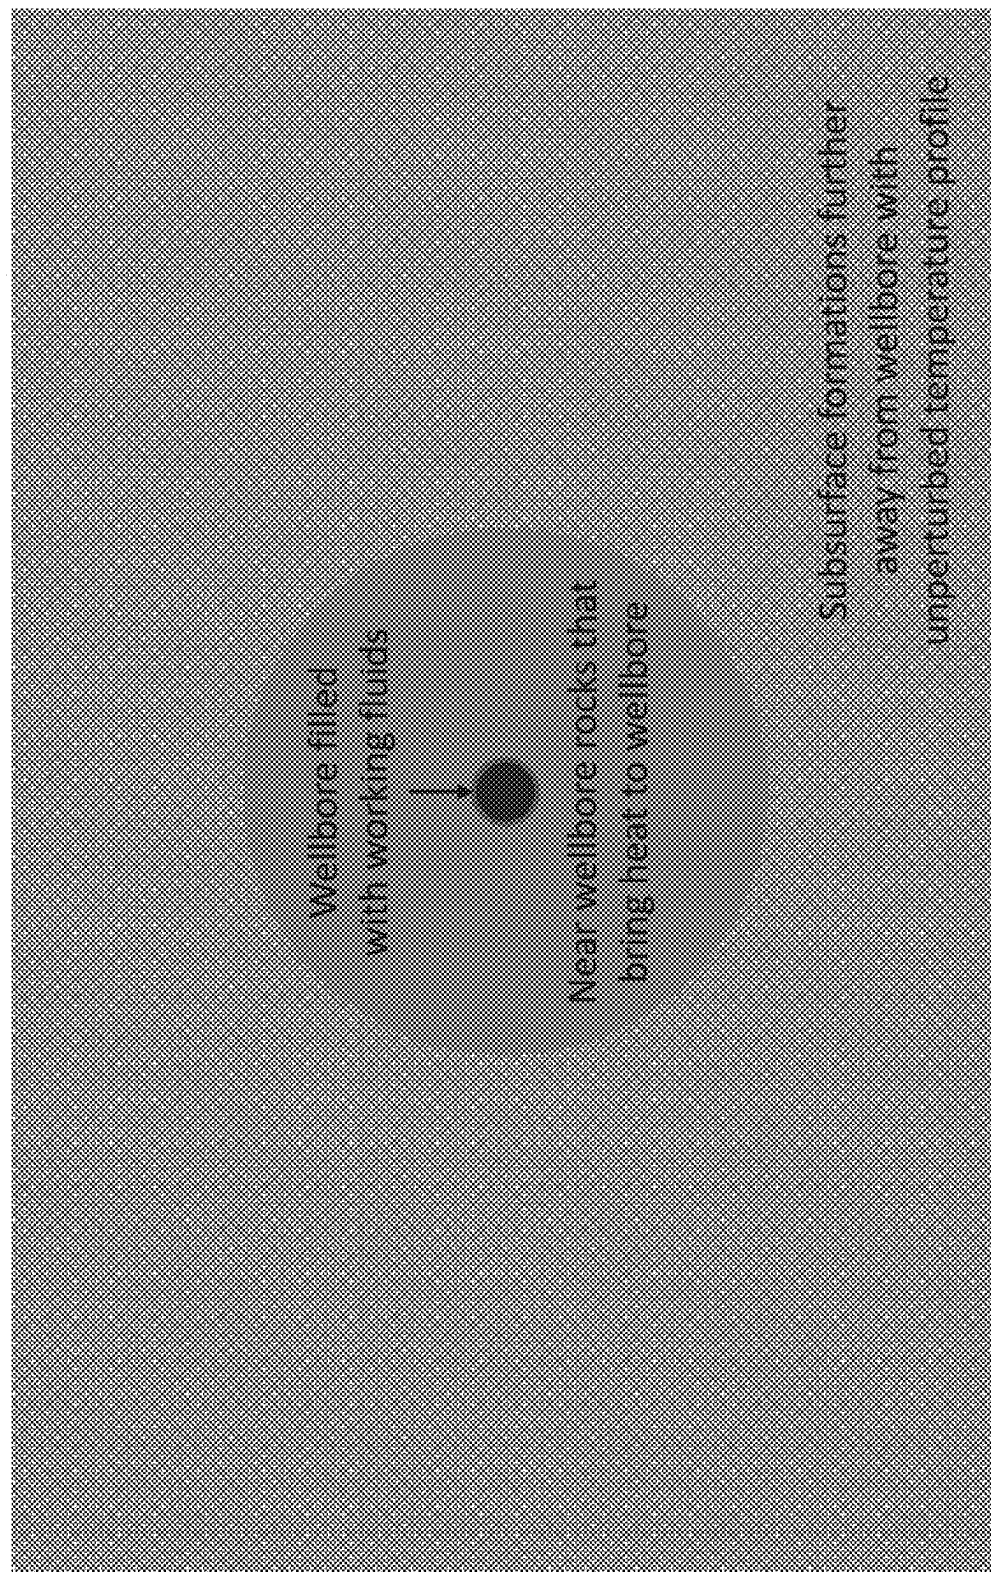 Wellbore filled
with working fluids
Near wellbore rocks that
bring heat to wellbore
Subsurface formations further
away from wellbore with
unperturbed temperature profile